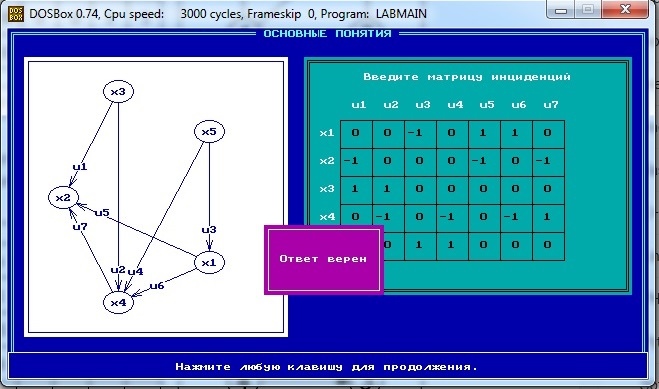 DOSBox 0.74, Cpu speed: 3000 cycles, Frameskip 0, Program: LABMAIN
ОСНОВНЫЕ ПОНЯТИЯ
Введите матрицу инциденций
u1 u2 u3 u4 u5 u6 u7
x1 0 0 -1 0 1 1 0
x2 -1 0 0 0 -1 0 -1
x3 1 1 0 0 0 0 0
x4 0 -1 0 -1 0 -1 1
0 1 1 0 0 0
x3
x5
u1
x2
u5
u7
u3
x1
u2 u4
u6
x4
Ответ верен
Нажмите любую клавишу для продолжения.